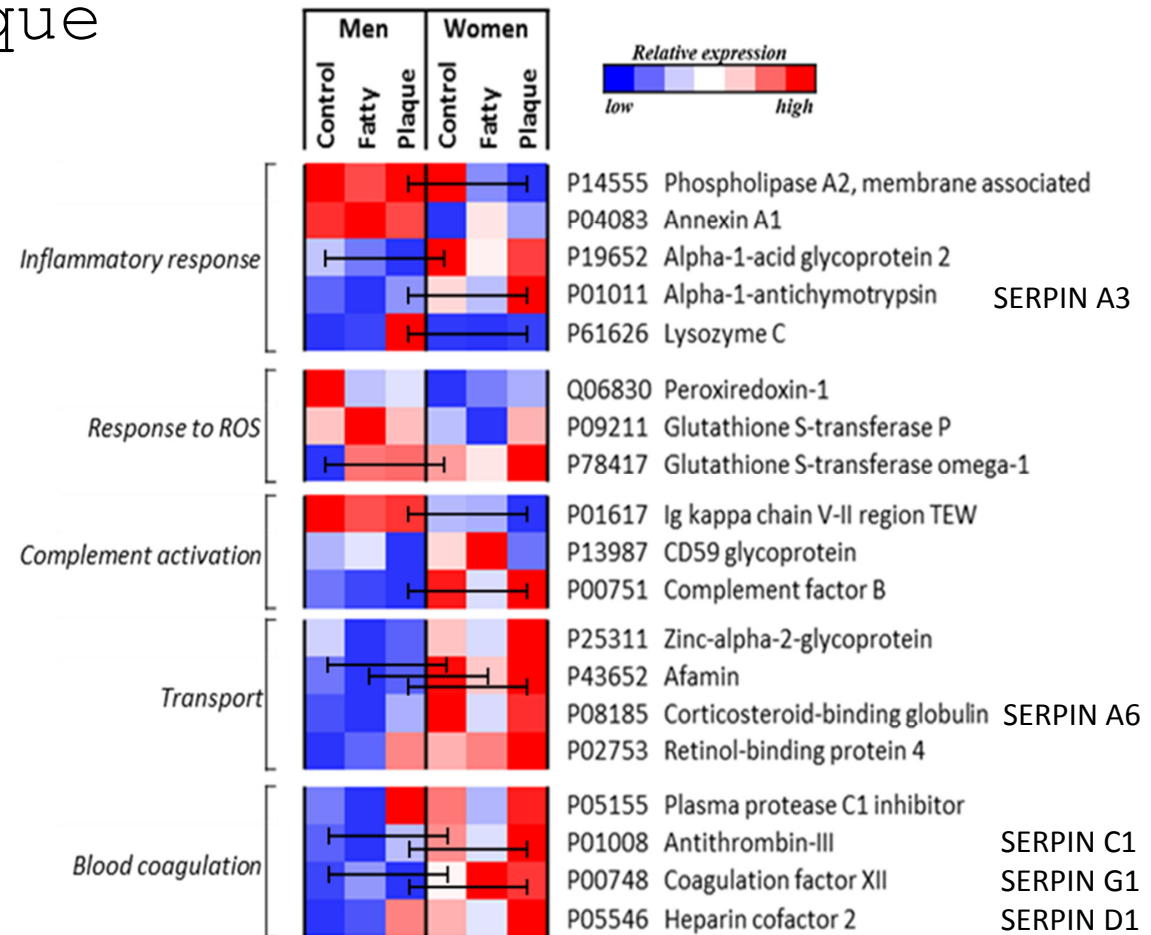 que
Men Women
Control Fatty Plaque Control Fatty Plaque
Relative expression
low high
Inflammatory response
P14555 Phospholipase A2, membrane associated
P04083 Annexin A1
P19652 Alpha-1-acid glycoprotein 2
P01011 Alpha-1-antichymotrypsin SERPIN A3
P61626 Lysozyme C
Response to ROS
Q06830 Peroxiredoxin-1
P09211 Glutathione S-transferase P
P78417 Glutathione S-transferase omega-1
Complement activation
P01617 Ig kappa chain V-II region TEW
P13987 CD59 glycoprotein
P00751 Complement factor B
Transport
P25311 Zinc-alpha-2-glycoprotein
P43652 Afamin
P08185 Corticosteroid-binding globulin SERPIN A6
P02753 Retinol-binding protein 4
Blood coagulation
P05155 Plasma protease C1 inhibitor
P01008 Antithrombin-III SERPIN C1
P00748 Coagulation factor XII SERPIN G1
P05546 Heparin cofactor 2 SERPIN D1